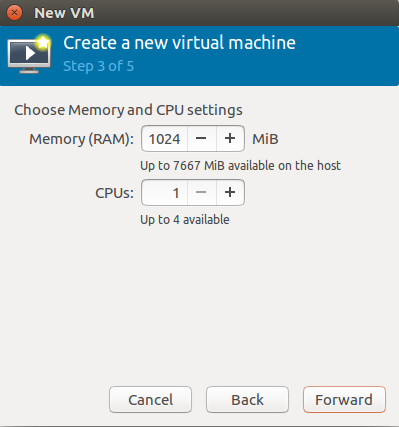 New VM
Create a new virtual machine
Step 3 of 5
Choose Memory and CPU settings
Memory (RAM): 1024 − + MiB
Up to 7667 MiB available on the host
CPUs: 1 − +
Up to 4 available
Cancel Back Forward